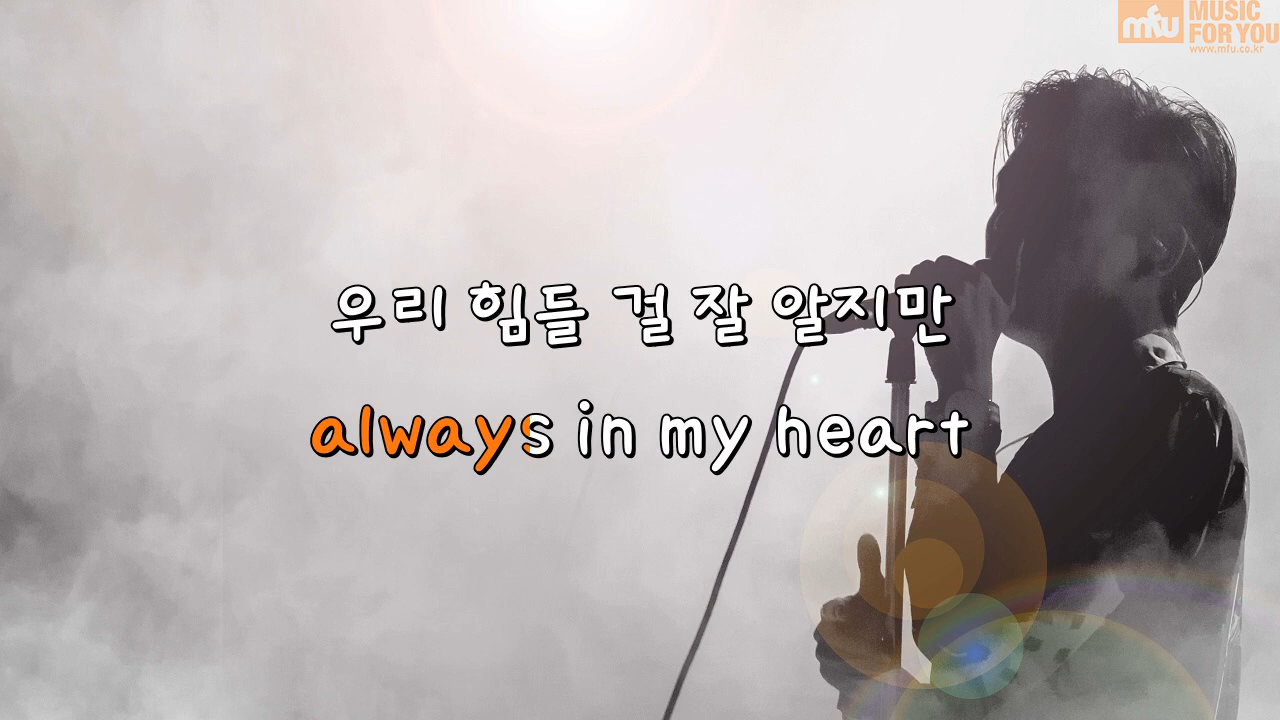 mfu MUSIC
FOR YOU
www.mfu.co.kr
우리 힘들 걸 잘 알지만
always in my heart